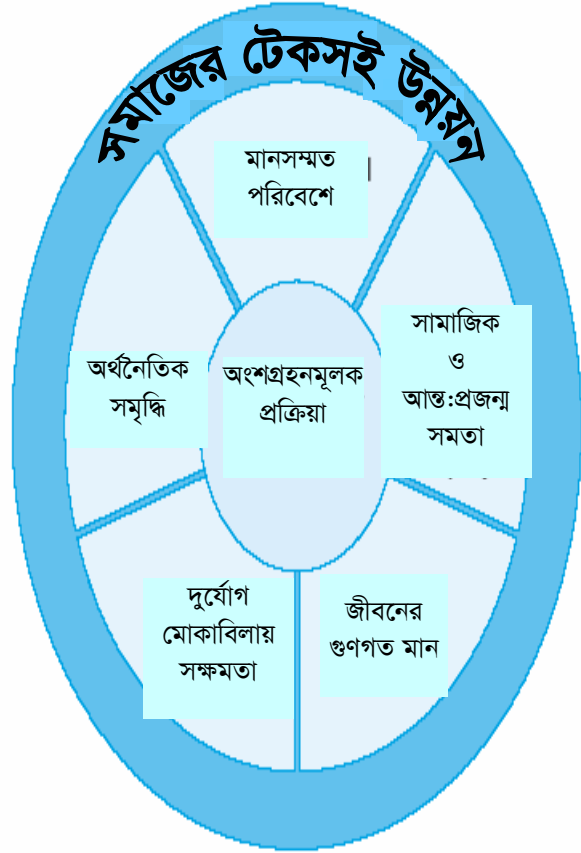 সমাজের টেকসই উন্নয়ন
মানসম্মত
পরিবেশে
অর্থনৈতিক
সমৃদ্ধি
অংশগ্রহনমূলক
প্রক্রিয়া
সামাজিক
ও
আন্ত:প্রজন্ম
সমতা
দুর্যোগ
মোকাবিলায়
সক্ষমতা
জীবনের
গুণগত মান